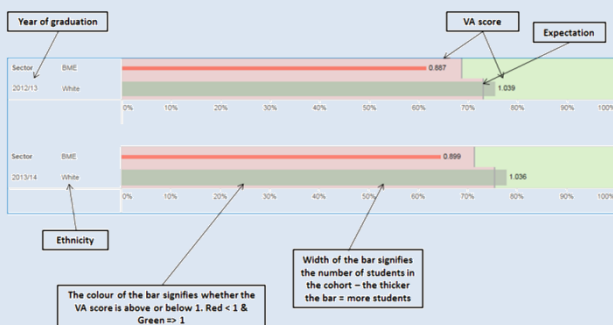 Year of graduation
VA score
Expectation
Sector BME 0.887
2012/13 White 1.039
0% 10% 20% 30% 40% 50% 60% 70% 80% 90% 100%
Sector BME 0.899
2013/14 White 1.036
0% 10% 20% 30% 40% 50% 60% 70% 80% 90% 100%
Ethnicity
Width of the bar signifies
the number of students in
the cohort – the thicker
the bar = more students
The colour of the bar signifies whether the
VA score is above or below 1. Red < 1 &
Green => 1